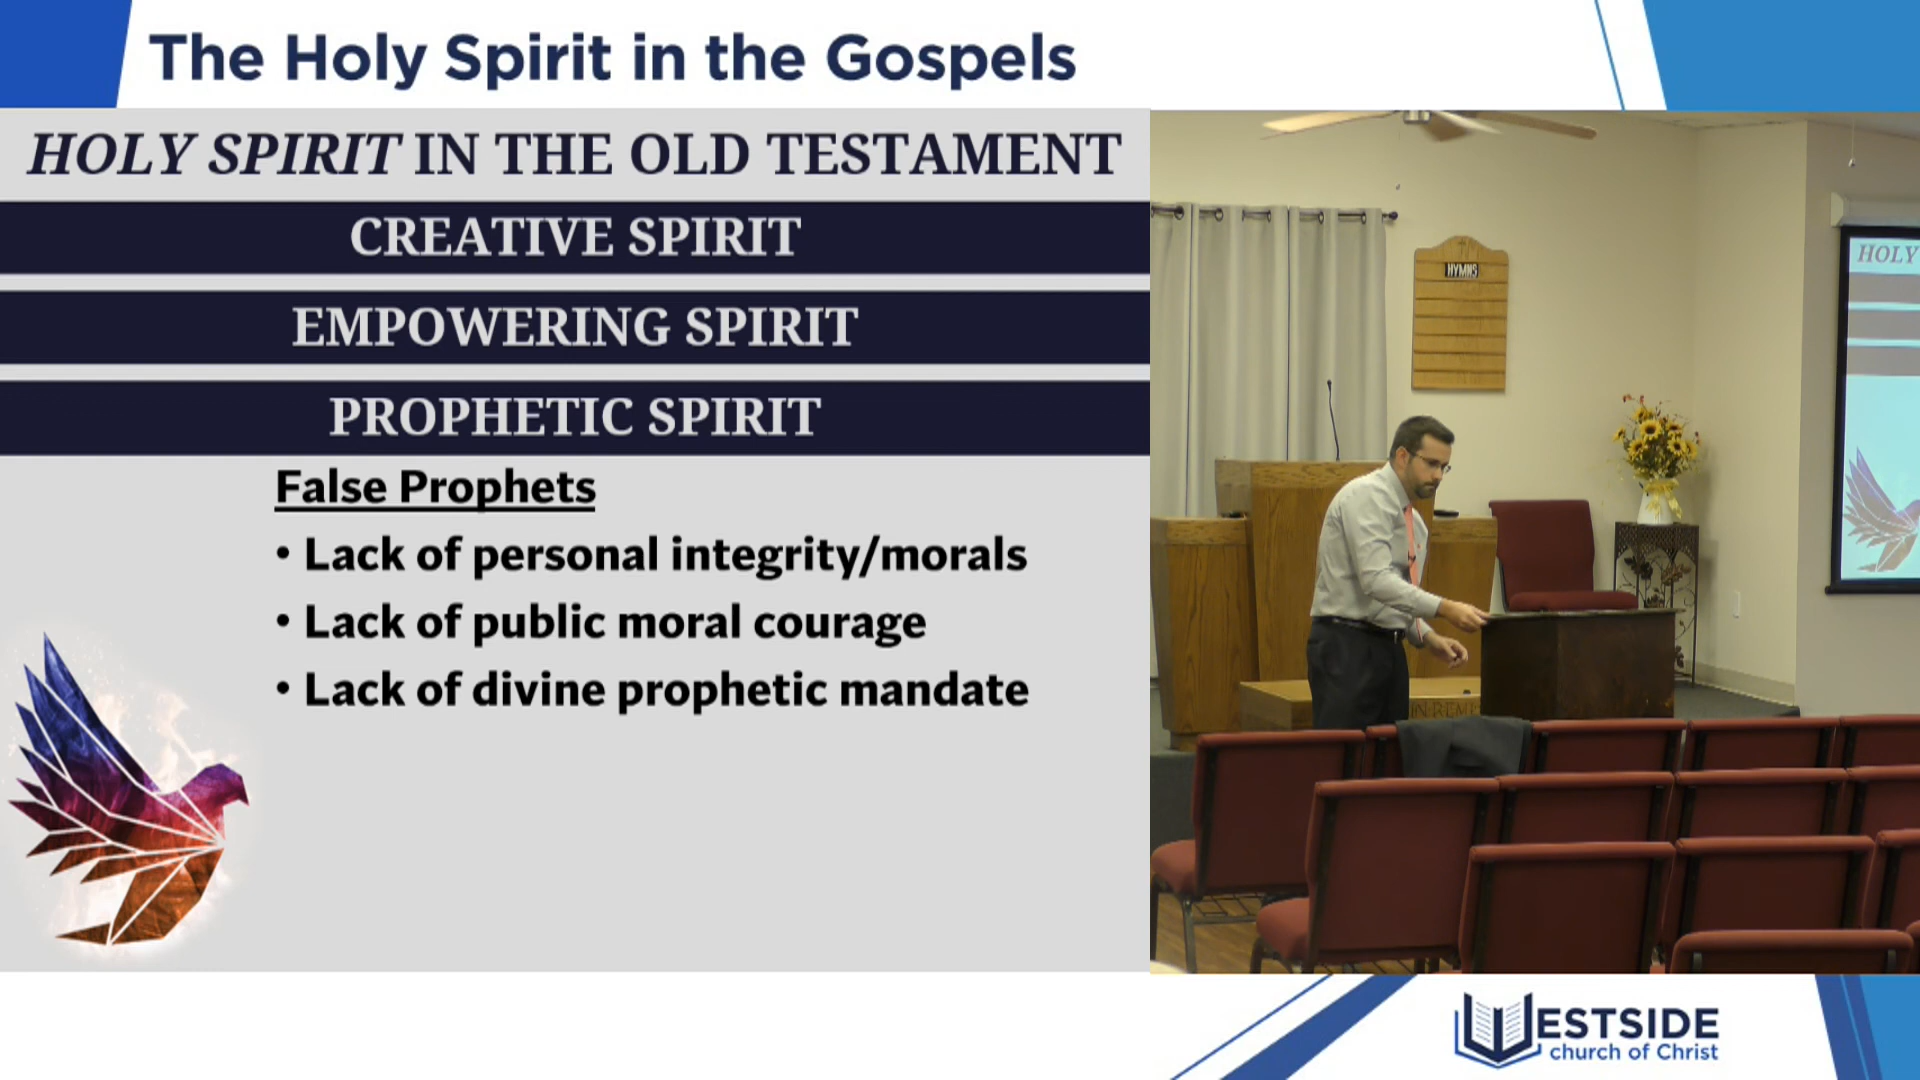 The Holy Spirit in the Gospels
HOLY SPIRIT IN THE OLD TESTAMENT
CREATIVE SPIRIT
EMPOWERING SPIRIT
PROPHETIC SPIRIT
False Prophets
• Lack of personal integrity/morals
• Lack of public moral courage
• Lack of divine prophetic mandate
HYMNS
HOLY
WESTSIDE
church of Christ